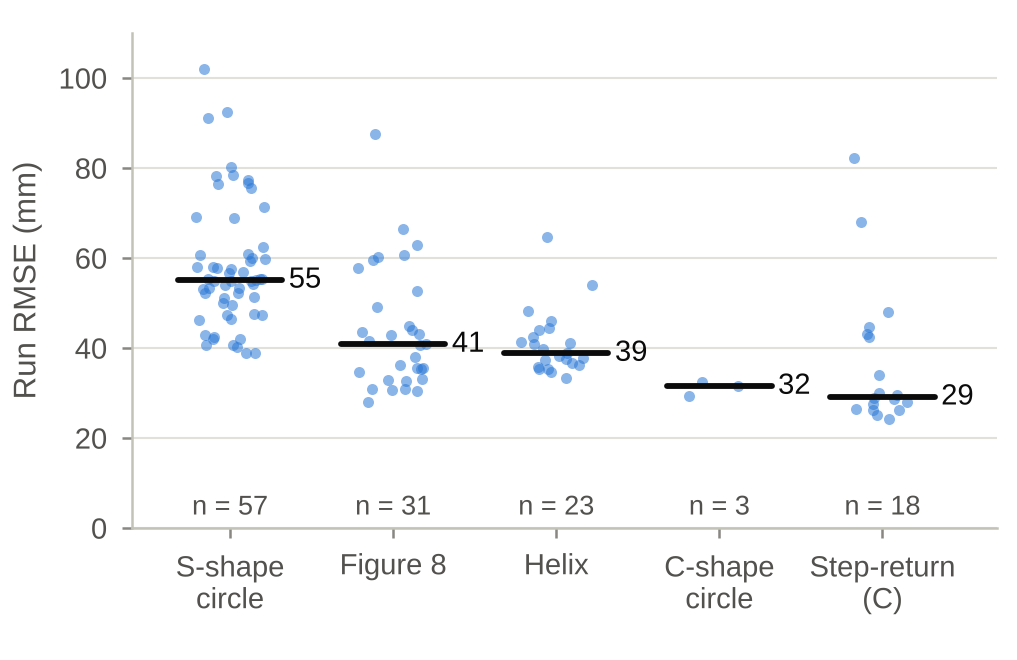 Run RMSE (mm)
100
80
60
40
20
0
55
41
39
32
29
n = 57
n = 31
n = 23
n = 3
n = 18
S-shape
circle
Figure 8
Helix
C-shape
circle
Step-return
(C)